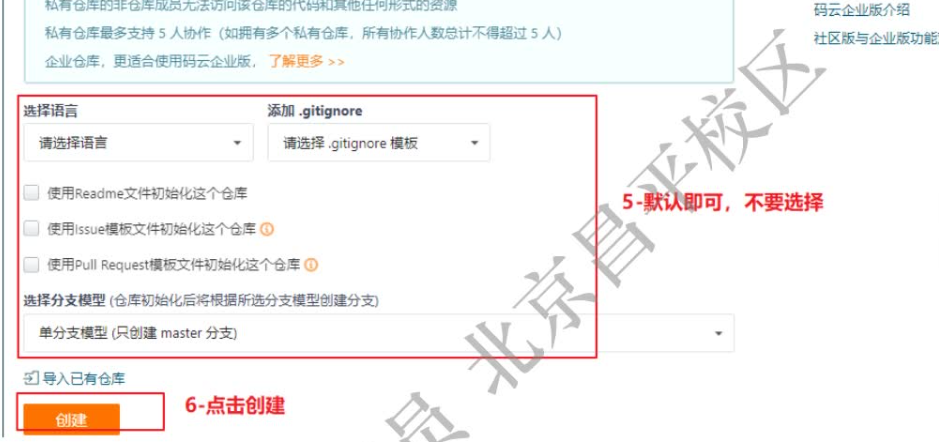 私有仓库的非仓库成员无法访问该仓库的代码和其他任何形式的资源
私有仓库最多支持 5 人协作（如拥有多个私有仓库，所有协作人数总计不得超过 5 人）
企业仓库，更适合使用码云企业版， 了解更多 >>
码云企业版介绍
社区版与企业版功能
选择语言
添加 .gitignore
请选择语言
请选择 .gitignore 模板
使用Readme文件初始化这个仓库
使用Issue模板文件初始化这个仓库
使用Pull Request模板文件初始化这个仓库
5-默认即可，不要选择
选择分支模型 (仓库初始化后将根据所选分支模型创建分支)
单分支模型 (只创建 master 分支)
导入已有仓库
创建
6-点击创建
员 北京昌平校区